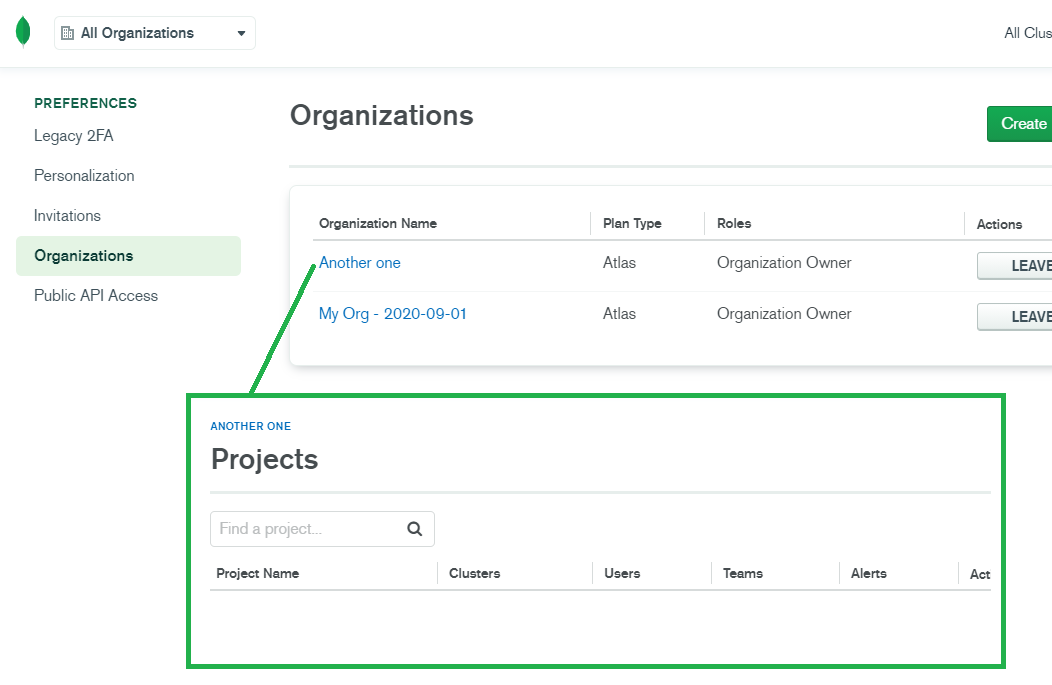 All Organizations
All Clus
PREFERENCES
Legacy 2FA
Personalization
Invitations
Organizations
Public API Access
Organizations
Create
Organization Name Plan Type Roles Actions
Another one Atlas Organization Owner LEAVE
My Org - 2020-09-01 Atlas Organization Owner LEAVE
ANOTHER ONE
Projects
Find a project...
Project Name Clusters Users Teams Alerts Act